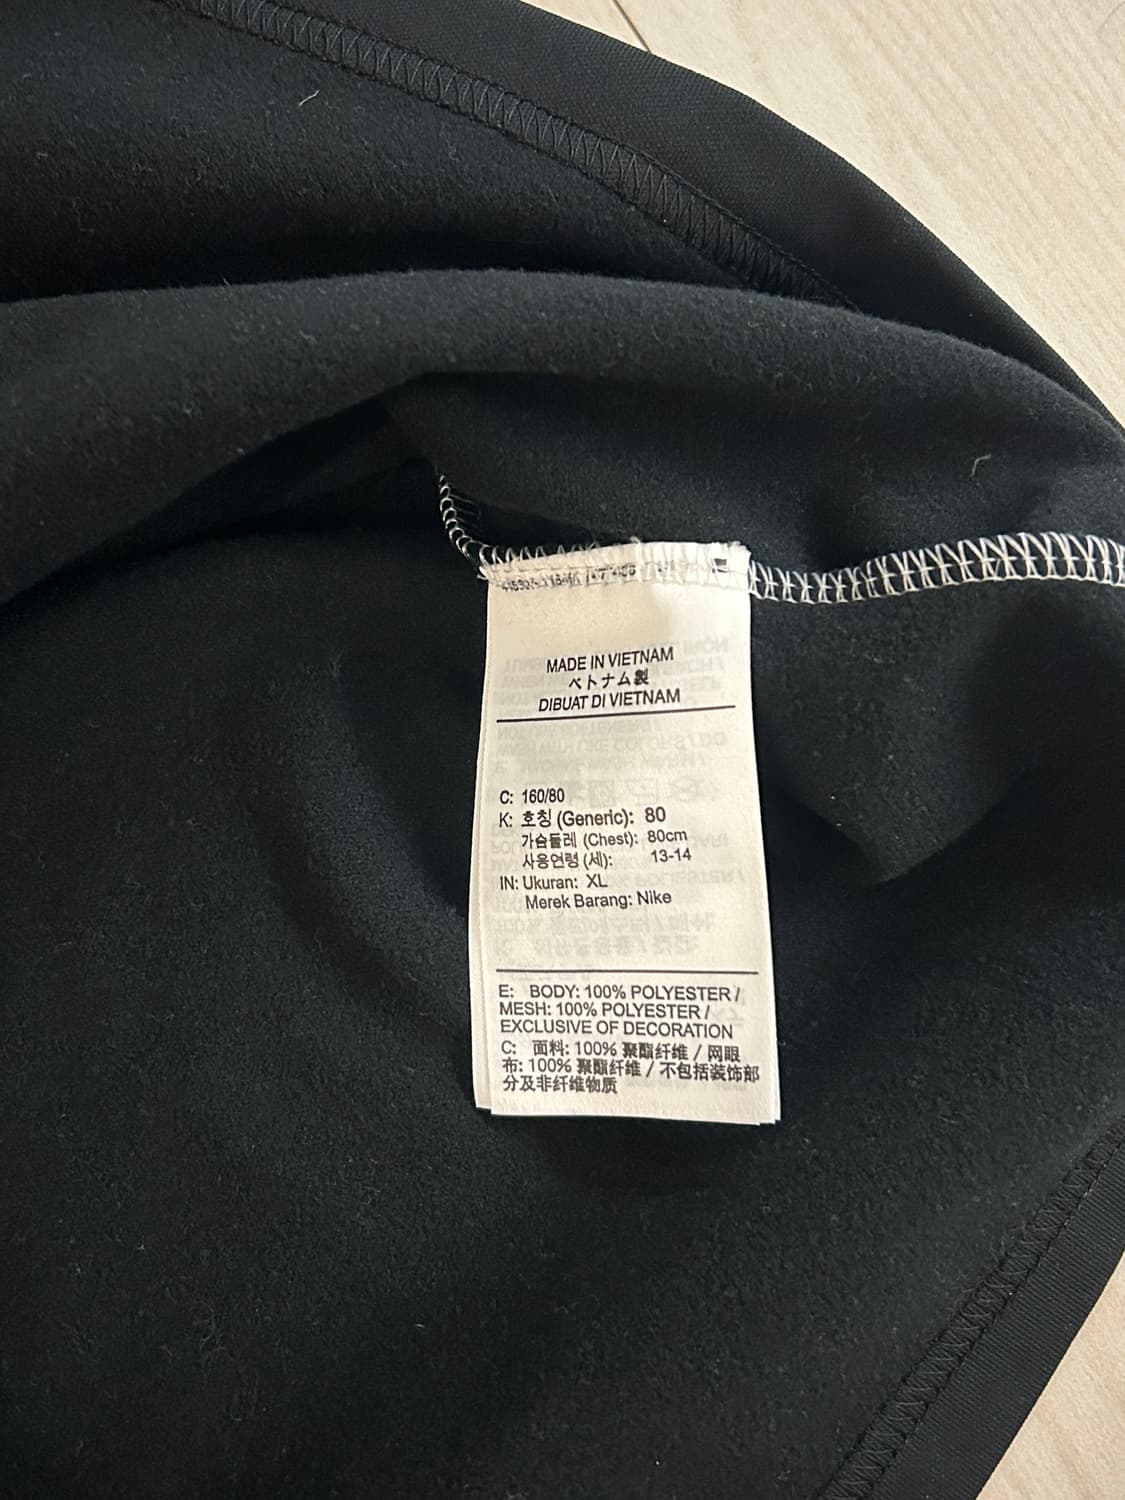 MADE IN VIETNAM
ベトナム製
DIBUAT DI VIETNAM
C: 160/80
K: 호칭 (Generic): 80
가슴둘레 (Chest): 80cm
사용연령 (세): 13-14
IN: Ukuran: XL
Merek Barang: Nike
E: BODY: 100% POLYESTER /
MESH: 100% POLYESTER /
EXCLUSIVE OF DECORATION
C: 面料: 100% 聚酯纤维 / 网眼
布: 100% 聚酯纤维 / 不包括装饰部
分及非纤维物质